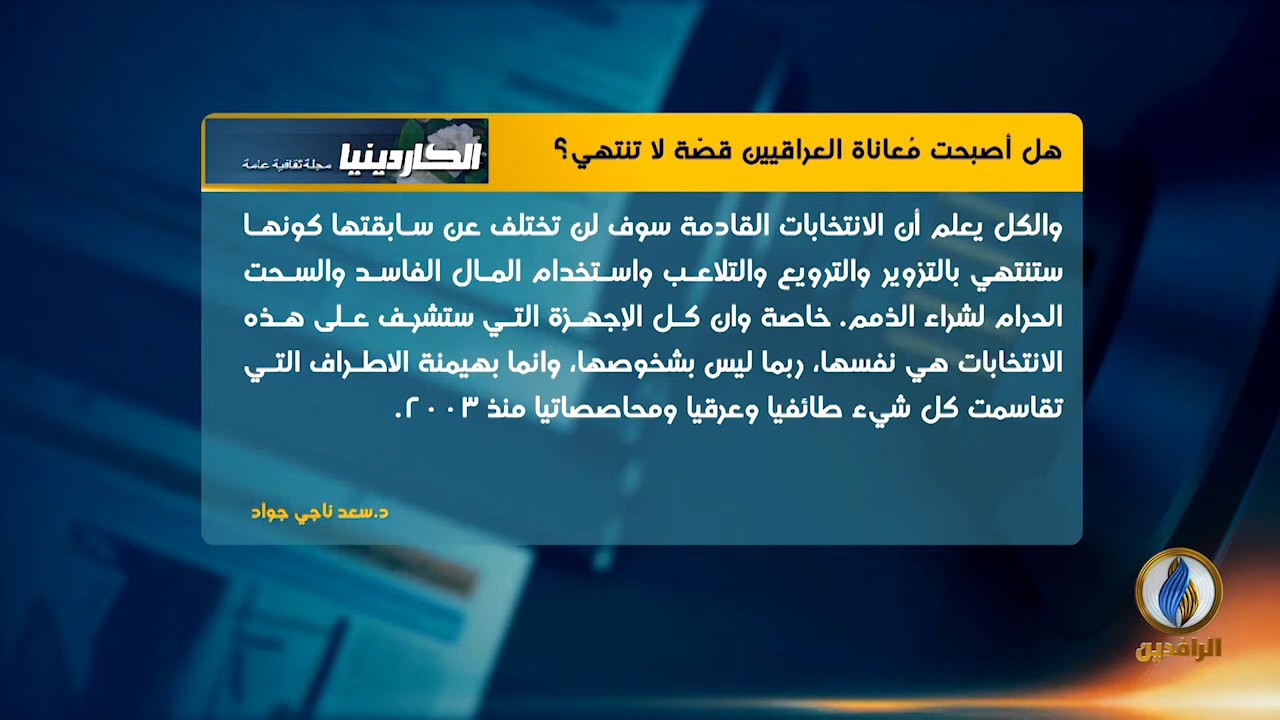 هل أصبحت مُعاناة العراقيين قصّة لا تنتهي؟
الكاردينيا مجلة ثقافية عامة
والكل يعلم أن الانتخابات القادمة سوف لن تختلف عن سابقتها كونها
ستنتهي بالتزوير والترويع والتلاعب واستخدام المال الفاسد والسحت
الحرام لشراء الذمم. خاصة وان كل الإجهزة التي ستشرف على هذه
الانتخابات هي نفسها، ربما ليس بشخوصها، وانما بهيمنة الاطراف التي
تقاسمت كل شيء طائفيا وعرقيا ومحاصصاتيا منذ ٢٠٠٣.
د.سعد ناجي جواد
الرافدين